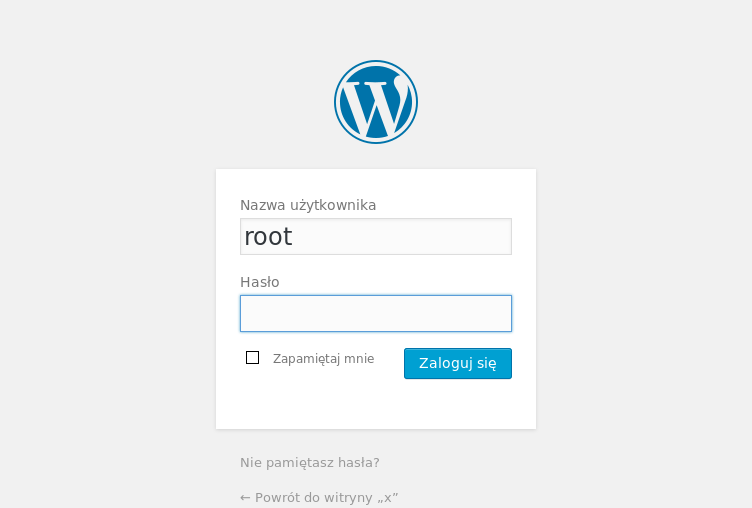 Nazwa użytkownika
root
Hasło
Zapamiętaj mnie
Zaloguj się
Nie pamiętasz hasła?
← Powrót do witryny „x”